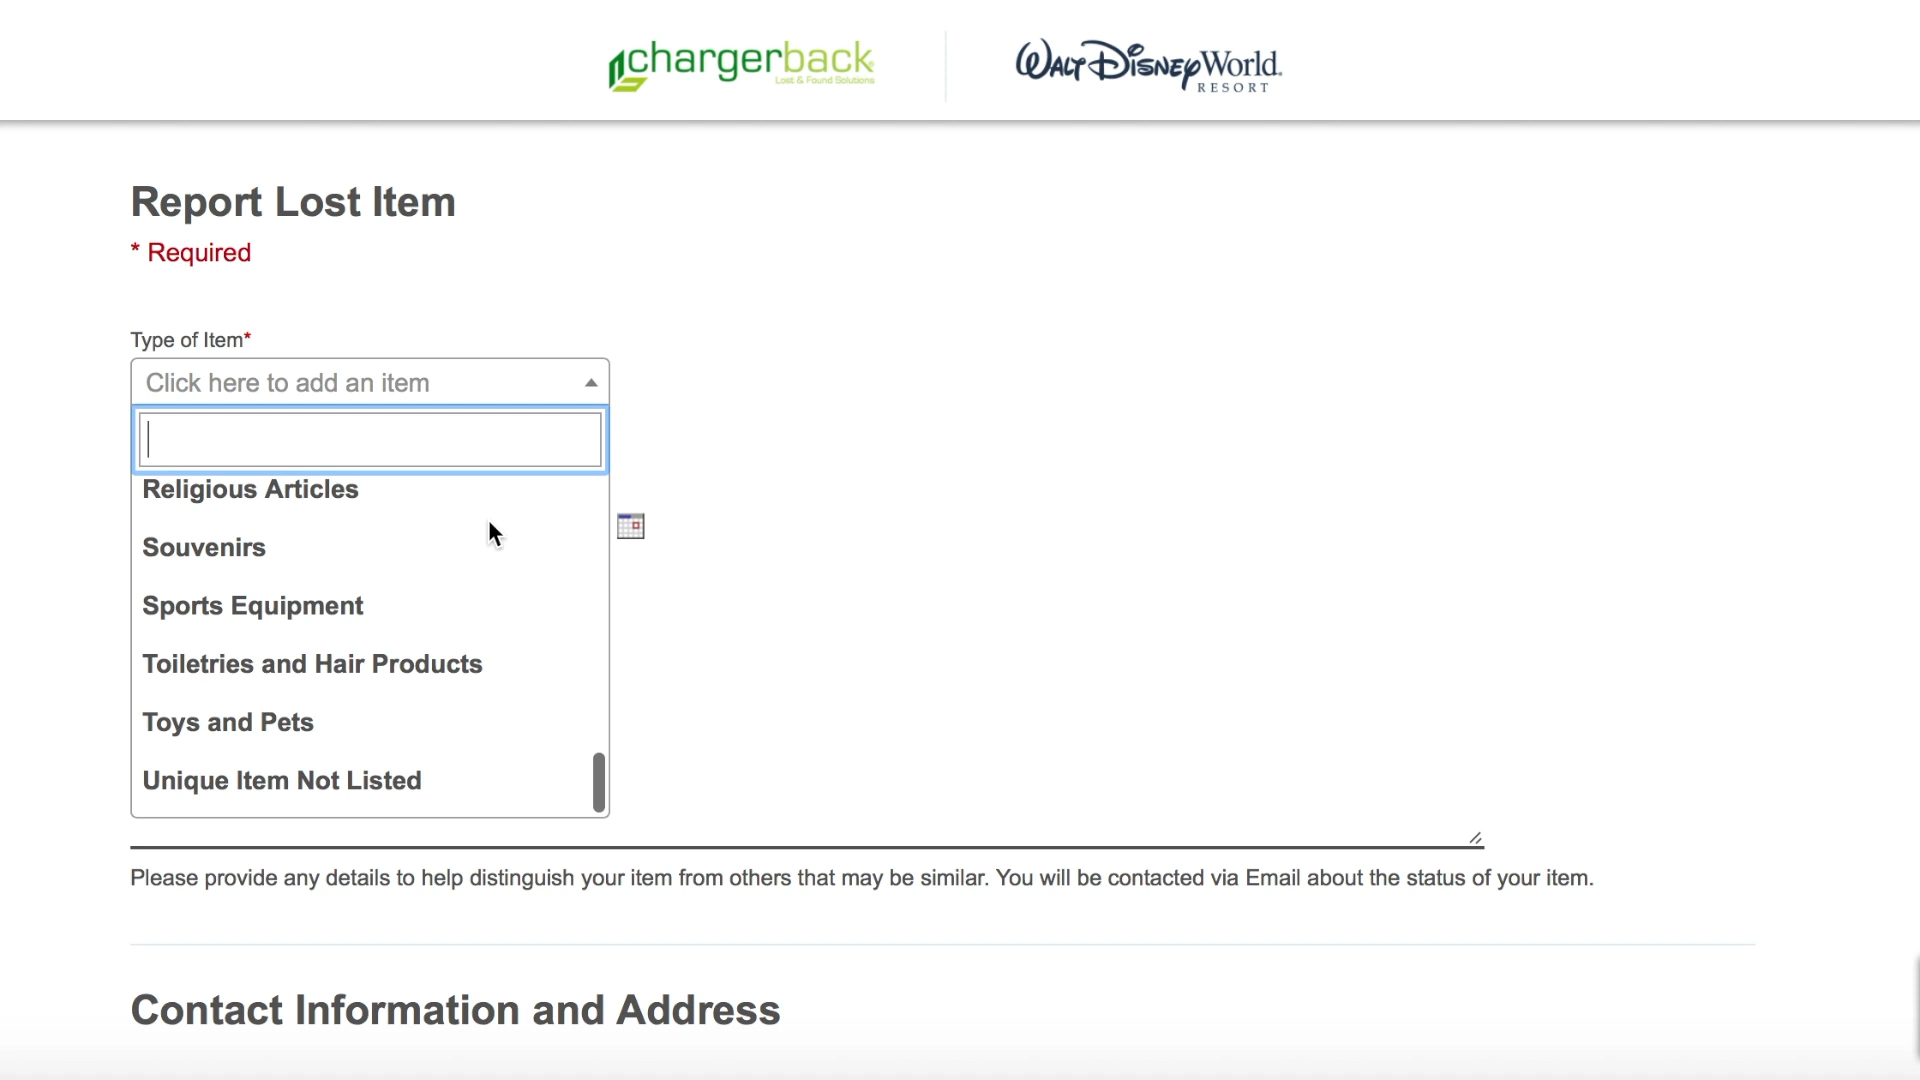 chargerback
Lost & Found Solutions
Walt Disney World
RESORT
Report Lost Item
* Required
Type of Item*
Click here to add an item
Religious Articles
Souvenirs
Sports Equipment
Toiletries and Hair Products
Toys and Pets
Unique Item Not Listed
Please provide any details to help distinguish your item from others that may be similar. You will be contacted via Email about the status of your item.
Contact Information and Address